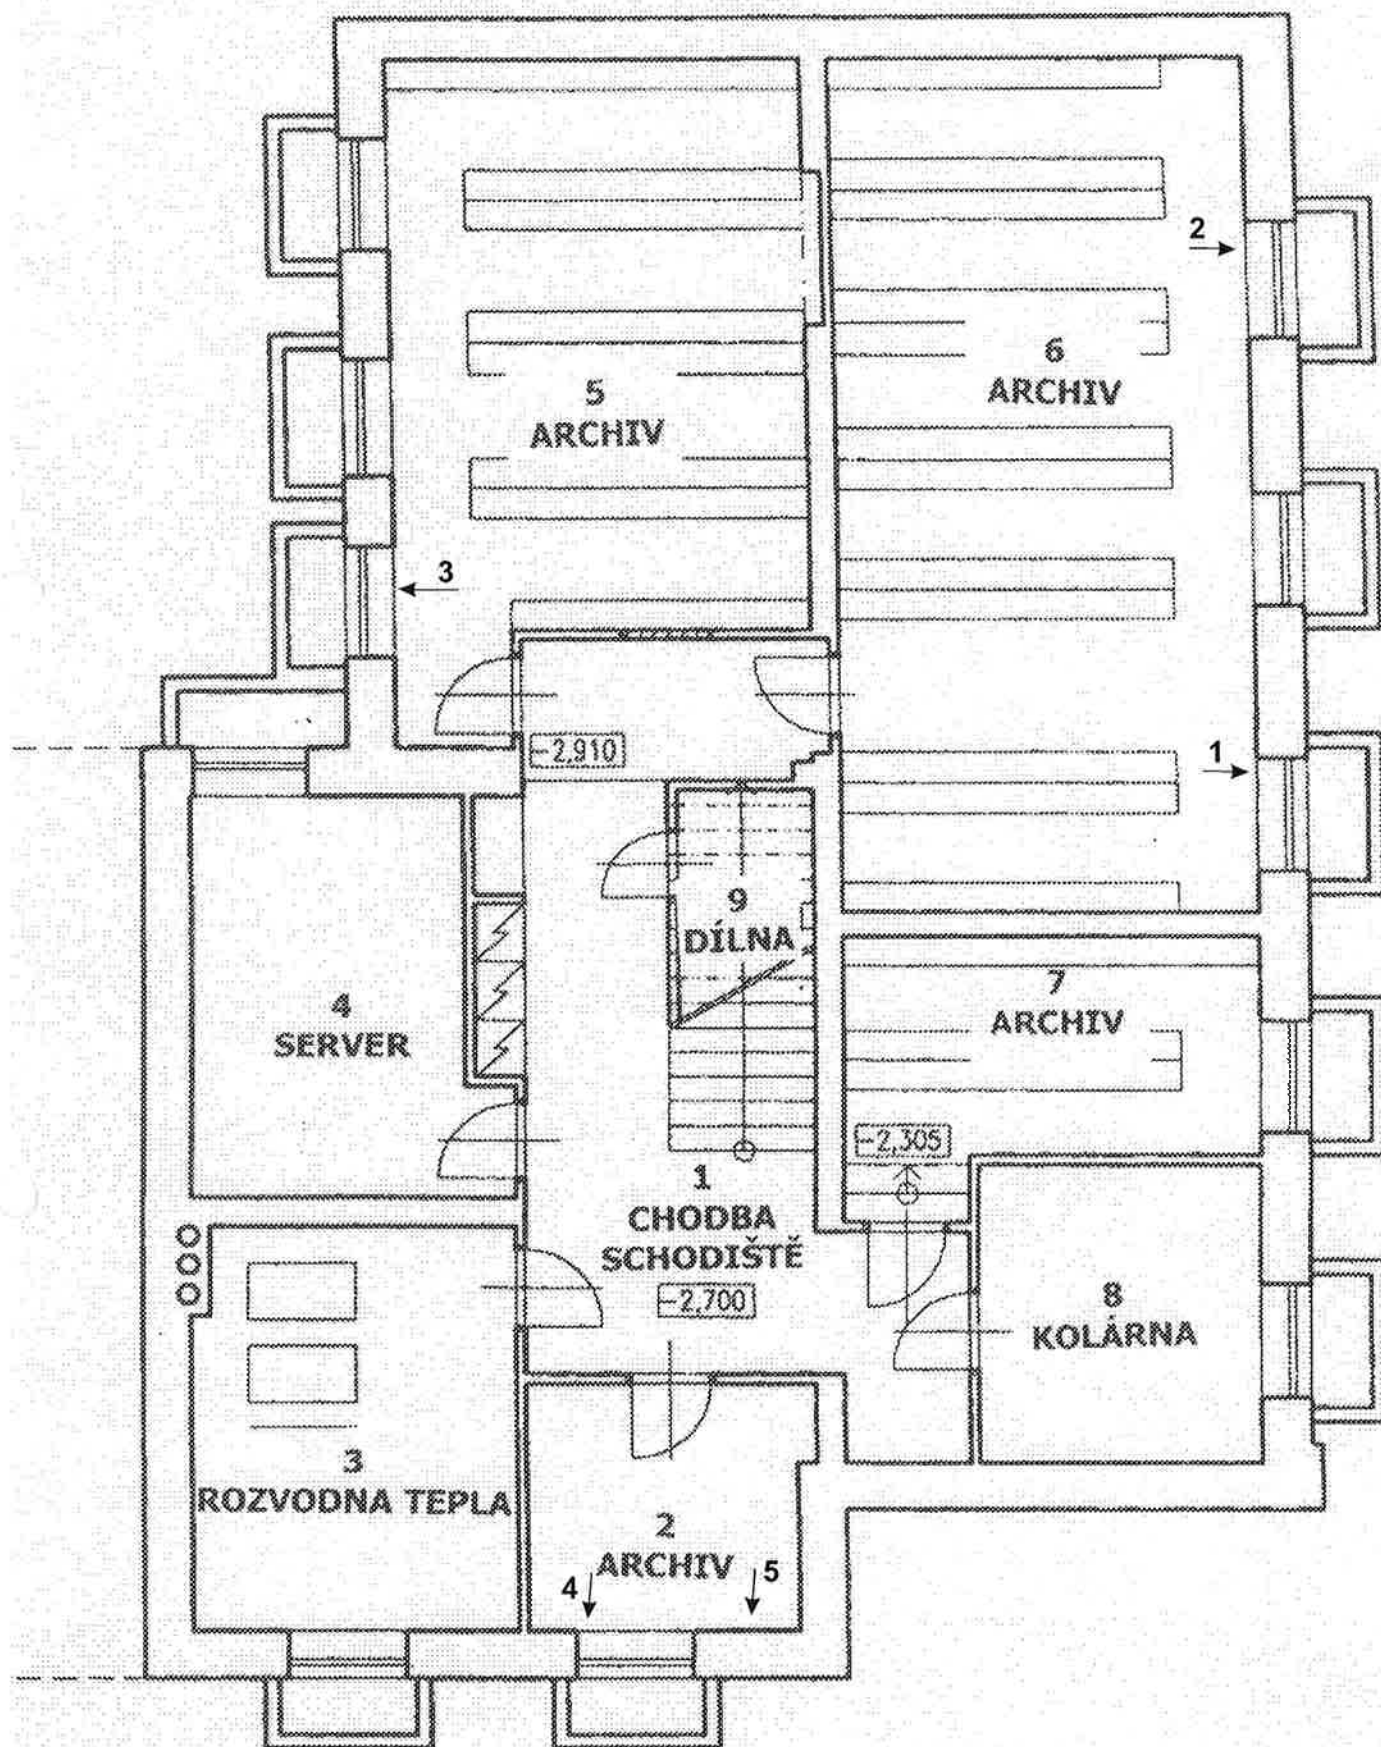 2
6
ARCHIV
5
ARCHIV
3
-2,910
1
9
DÍLNA
7
ARCHIV
4
SERVER
-2,305
1
CHODBA
SCHODIŠTĚ
-2,700
8
KOLÁRNA
3
ROZVODNA TEPLA
2
ARCHIV
4
5